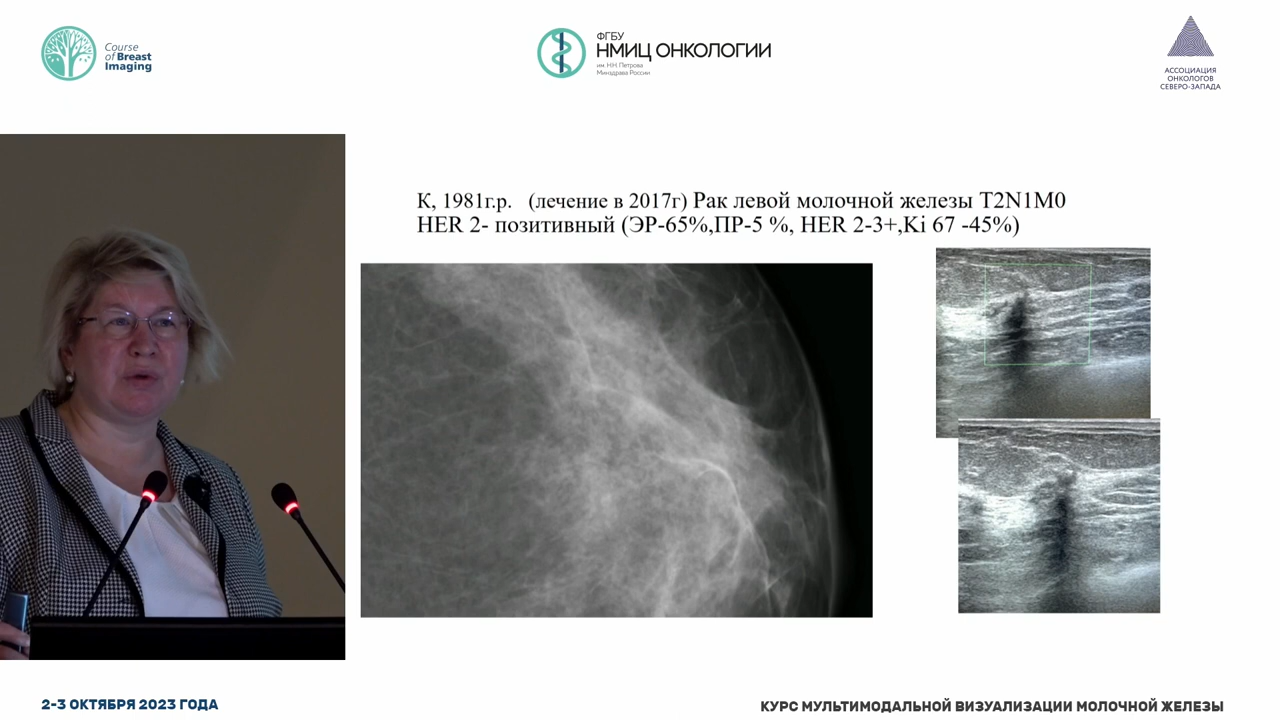 Course
of Breast
Imaging
ФГБУ
НМИЦ ОНКОЛОГИИ
им. Н.Н. Петрова
Минздрава России
АССОЦИАЦИЯ
ОНКОЛОГОВ
СЕВЕРО-ЗАПАДА
К, 1981г.р. (лечение в 2017г) Рак левой молочной железы T2N1M0
HER 2- позитивный (ЭР-65%,ПР-5 %, HER 2-3+,Ki 67 -45%)
2-3 ОКТЯБРЯ 2023 ГОДА
КУРС МУЛЬТИМОДАЛЬНОЙ ВИЗУАЛИЗАЦИИ МОЛОЧНОЙ ЖЕЛЕЗЫ